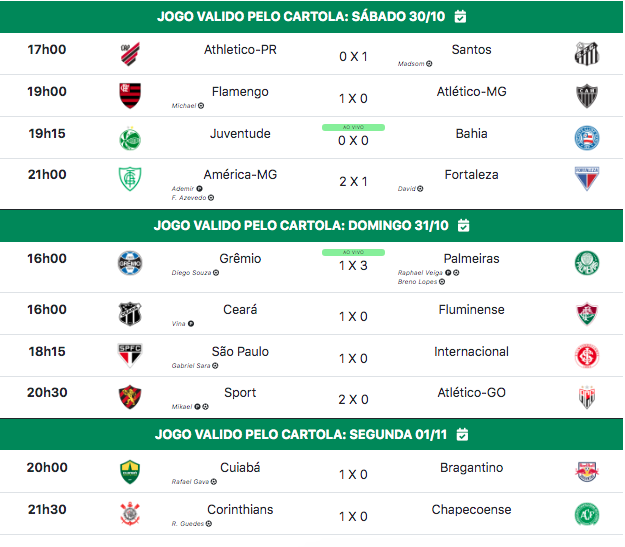 JOGO VALIDO PELO CARTOLA: SÁBADO 30/10
17h00 Athletico-PR 0 X 1 Santos
Madsom
19h00 Flamengo 1 X 0 Atlético-MG
Michael
AO VIVO
19h15 Juventude 0 X 0 Bahia
21h00 América-MG 2 X 1 Fortaleza
Ademir P David
F. Azevedo
JOGO VALIDO PELO CARTOLA: DOMINGO 31/10
AO VIVO
16h00 Grêmio 1 X 3 Palmeiras
Diego Souza Raphael Veiga P
Breno Lopes
16h00 Ceará 1 X 0 Fluminense
Vina P
18h15 São Paulo 1 X 0 Internacional
Gabriel Sara
20h30 Sport 2 X 0 Atlético-GO
Mikael P
JOGO VALIDO PELO CARTOLA: SEGUNDA 01/11
20h00 Cuiabá 1 X 0 Bragantino
Rafael Gava
21h30 Corinthians 1 X 0 Chapecoense
R. Guedes